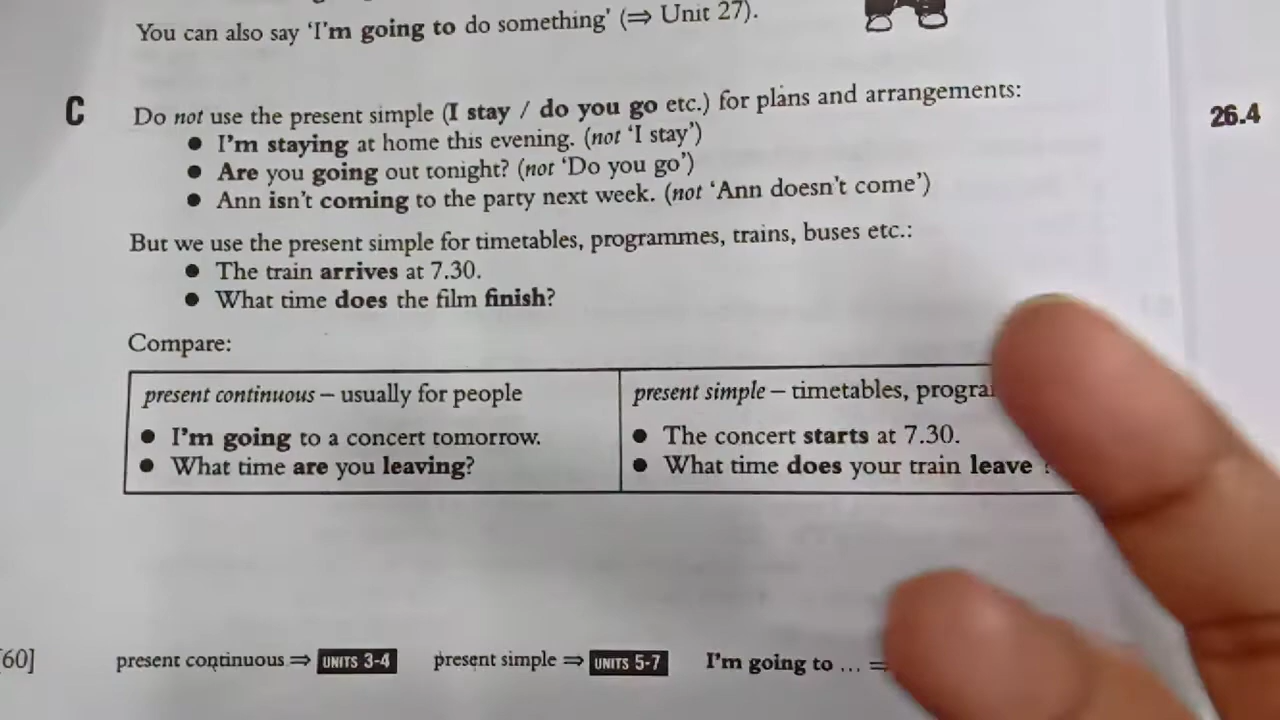 You can also say ‘I'm going to do something’ (⇒ Unit 27).
C
Do not use the present simple (I stay / do you go etc.) for plans and arrangements:
● I'm staying at home this evening. (not ‘I stay’)
● Are you going out tonight? (not ‘Do you go’)
● Ann isn't coming to the party next week. (not ‘Ann doesn't come’)
But we use the present simple for timetables, programmes, trains, buses etc.:
● The train arrives at 7.30.
● What time does the film finish?
Compare:
present continuous – usually for people
● I'm going to a concert tomorrow.
● What time are you leaving?
present simple – timetables,
● The concert starts at 7.30.
● What time does your train leave ?
60]
present continuous ⇒ UNITS 3-4 present simple ⇒ UNITS 5-7 I'm going to ... ⇒
26.4